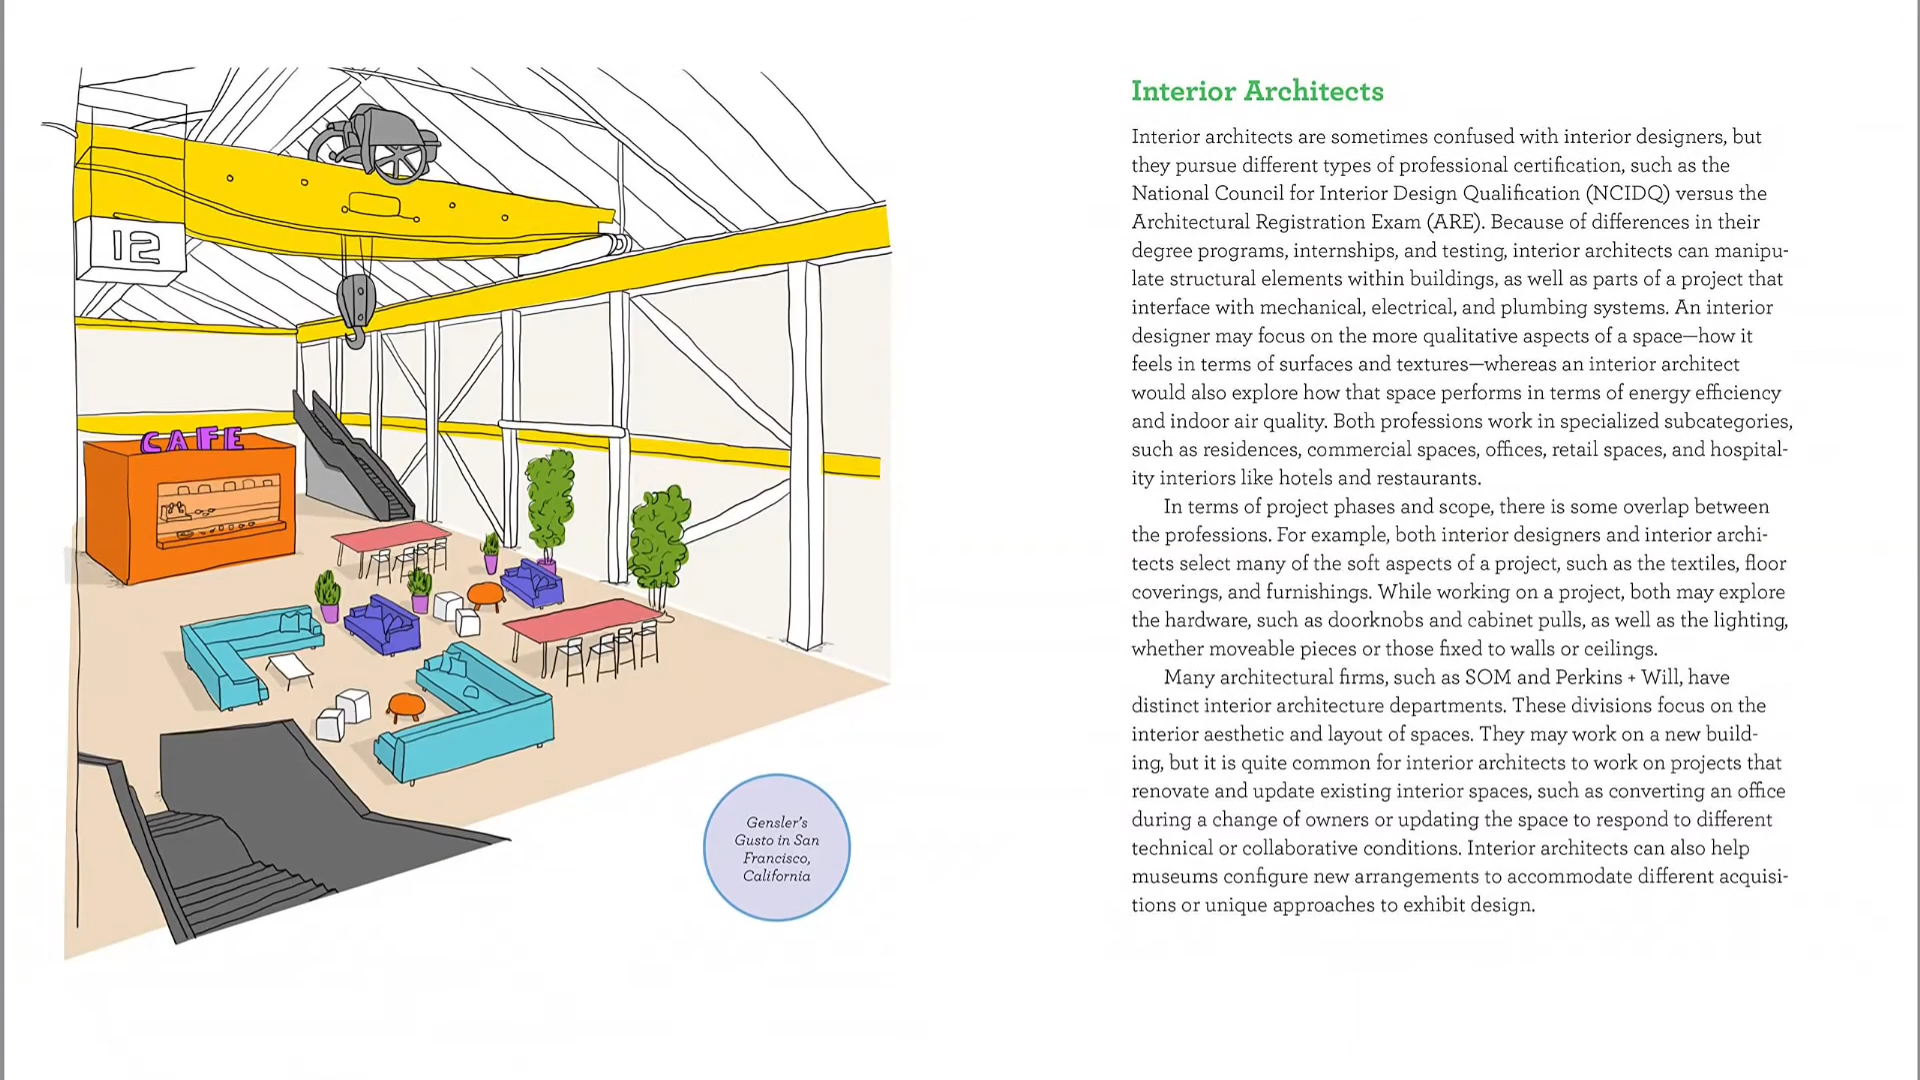 12
CAFE
Gensler's
Gusto in San
Francisco,
California
Interior Architects
Interior architects are sometimes confused with interior designers, but
they pursue different types of professional certification, such as the
National Council for Interior Design Qualification (NCIDQ) versus the
Architectural Registration Exam (ARE). Because of differences in their
degree programs, internships, and testing, interior architects can manipu-
late structural elements within buildings, as well as parts of a project that
interface with mechanical, electrical, and plumbing systems. An interior
designer may focus on the more qualitative aspects of a space—how it
feels in terms of surfaces and textures—whereas an interior architect
would also explore how that space performs in terms of energy efficiency
and indoor air quality. Both professions work in specialized subcategories,
such as residences, commercial spaces, offices, retail spaces, and hospital-
ity interiors like hotels and restaurants.
In terms of project phases and scope, there is some overlap between
the professions. For example, both interior designers and interior archi-
tects select many of the soft aspects of a project, such as the textiles, floor
coverings, and furnishings. While working on a project, both may explore
the hardware, such as doorknobs and cabinet pulls, as well as the lighting,
whether moveable pieces or those fixed to walls or ceilings.
Many architectural firms, such as SOM and Perkins + Will, have
distinct interior architecture departments. These divisions focus on the
interior aesthetic and layout of spaces. They may work on a new build-
ing, but it is quite common for interior architects to work on projects that
renovate and update existing interior spaces, such as converting an office
during a change of owners or updating the space to respond to different
technical or collaborative conditions. Interior architects can also help
museums configure new arrangements to accommodate different acquisi-
tions or unique approaches to exhibit design.